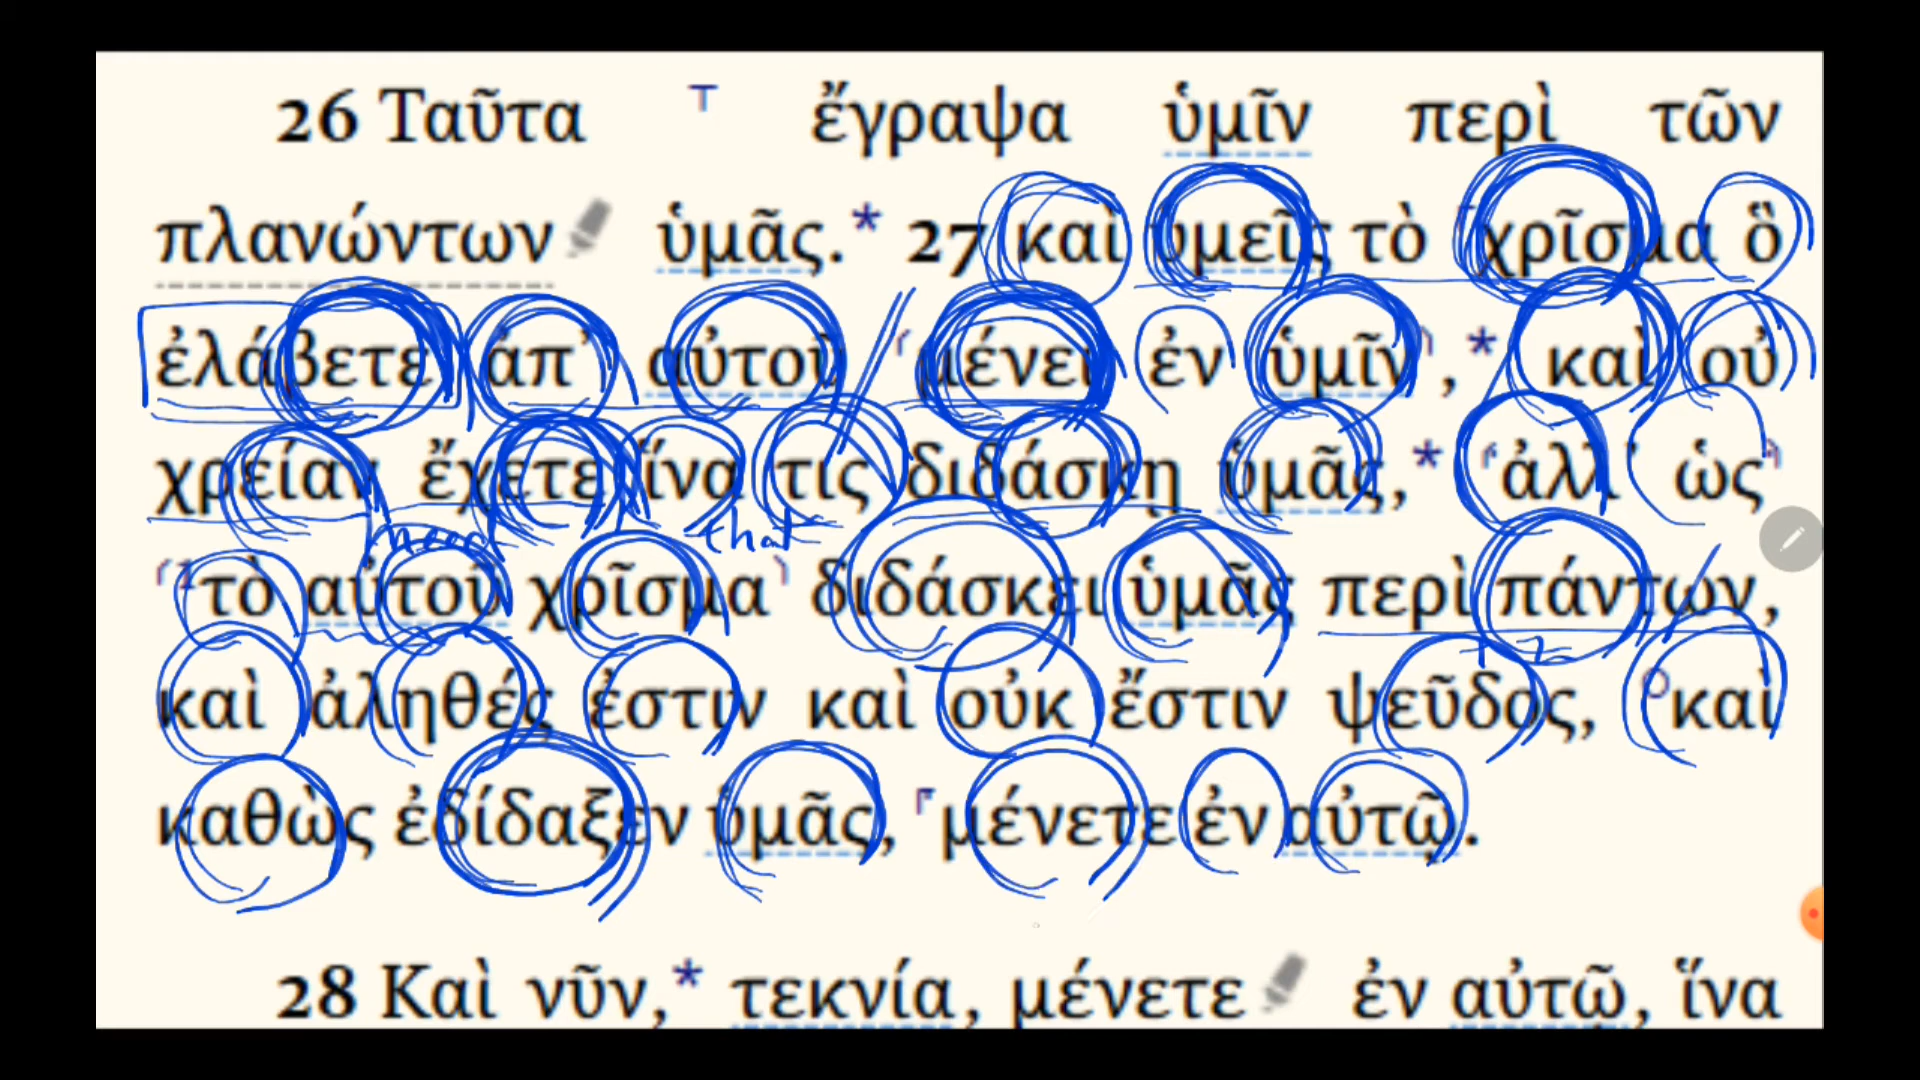 26 Ταῦτα ⸆ ἔγραψα ὑμῖν περὶ τῶν
πλανώντων ὑμᾶς.* 27 καὶ ὑμεῖς τὸ ⸀χρῖσμα ὃ
ἐλάβετε ἀπ’ αὐτοῦ ⸂μένει ἐν ὑμῖν⸃,* καὶ οὐ
χρείαν ἔχετε ἵνα τις διδάσκῃ ὑμᾶς,* ⸂ἀλλ’ ὡς⸃
need that
⸂¹τὸ αὐτοῦ χρῖσμα⸃ διδάσκει ὑμᾶς περὶ πάντων,
καὶ ἀληθές ἐστιν καὶ οὐκ ἔστιν ψεῦδος, ⸰καὶ
καθὼς ἐδίδαξεν ὑμᾶς, ⸀μένετε ἐν αὐτῷ.
28 Καὶ νῦν,* τεκνία, μένετε ἐν αὐτῷ, ἵνα